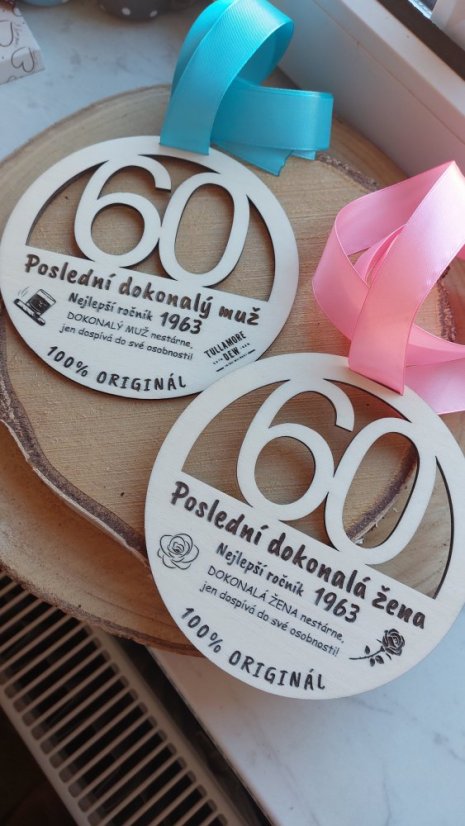 60
Poslední dokonalý muž
Nejlepší ročník 1963
DOKONALÝ MUŽ nestárne,
jen dospívá do své osobnosti!
100% ORIGINÁL
TULLAMORE
DEW
60
Poslední dokonalá žena
Nejlepší ročník 1963
DOKONALÁ ŽENA nestárne,
jen dospívá do své osobnosti!
100% ORIGINÁL